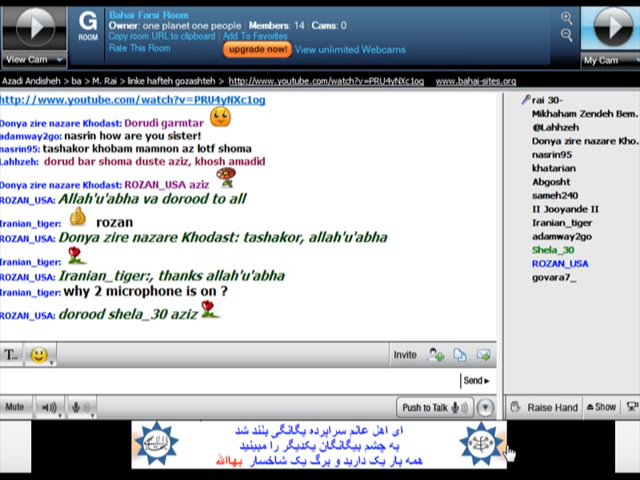 Bahai Farsi Room
Owner: one planet one people | Members: 14 | Cams: 0
Copy room URL to clipboard | Add To Favorites
Rate This Room
upgrade now!
View unlimited Webcams
G
ROOM
View Cam
My Cam
Azadi Andisheh > ba > M. Rai > linke hafteh gozashteh > http://www.youtube.com/watch?v=PRU4yNXc1og www.bahai-sites.org
http://www.youtube.com/watch?v=PRU4yNXc1og
Donya zire nazare Khodast: Dorudi garmtar
adamway2go: nasrin how are you sister!
nasrin95: tashakor khobam mamnon az lotf shoma
Lahhzeh: dorud bar shoma duste aziz, khosh amadid
Donya zire nazare Khodast: ROZAN_USA aziz
ROZAN_USA: Allah'u'abha va dorood to all
Iranian_tiger: rozan
ROZAN_USA: Donya zire nazare Khodast: tashakor, allah'u'abha
Iranian_tiger:
ROZAN_USA: Iranian_tiger:, thanks allah'u'abha
Iranian_tiger: why 2 microphone is on ?
ROZAN_USA: dorood shela_30 aziz
rai 30-
Mikhaham Zendeh Bem.
@Lahhzeh
Donya zire nazare Kho.
nasrin95
khatarian
Abgosht
sameh240
II Jooyande II
Iranian_tiger
adamway2go
Shela_30
ROZAN_USA
govara7_
T...
Invite
Send
Mute
Push to Talk
Raise Hand
Show
ای اهل عالم سراپرده یگانگی بلند شد
به چشم بیگانگان یکدیگر را مبینید
همه بار یک دارید و برگ یک شاخسار بهاالله